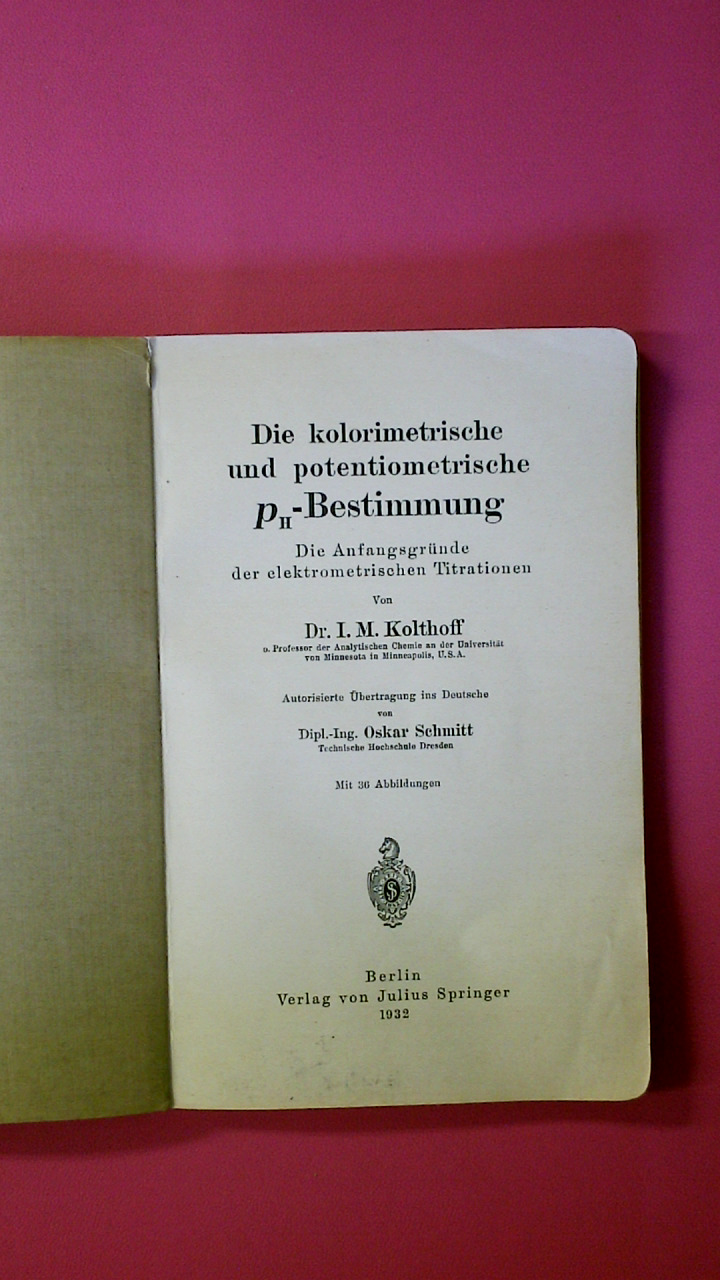 Die kolorimetrische
und potentiometrische
pH-Bestimmung
Die Anfangsgründe
der elektrometrischen Titrationen
Von
Dr. I. M. Kolthoff
o. Professor der Analytischen Chemie an der Universität
von Minnesota in Minneapolis, U.S.A.
Autorisierte Übertragung ins Deutsche
von
Dipl.-Ing. Oskar Schmitt
Technische Hochschule Dresden
Mit 36 Abbildungen
Berlin
Verlag von Julius Springer
1932